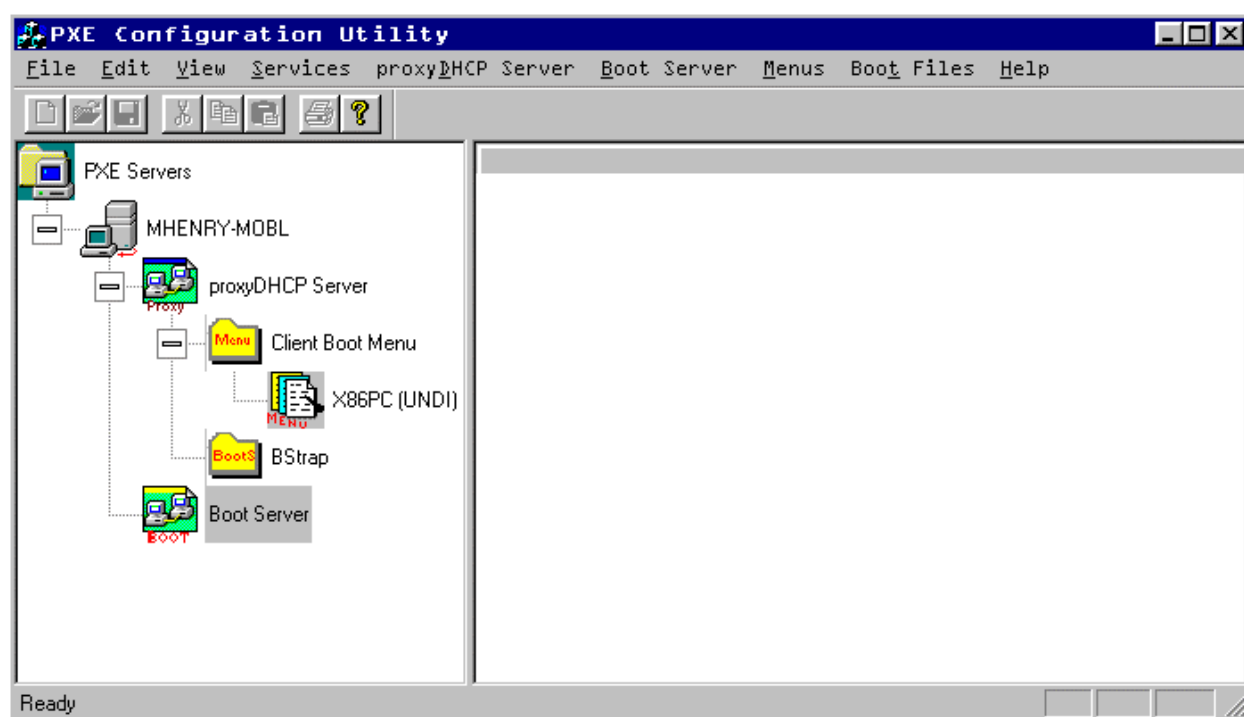 PXE Configuration Utility
File Edit View Services proxyDHCP Server Boot Server Menus Boot Files Help
PXE Servers
MHENRY-MOBL
proxyDHCP Server
Proxy
Menu
Client Boot Menu
X86PC (UNDI)
MENU
BootS
BStrap
Boot Server
BOOT
Ready